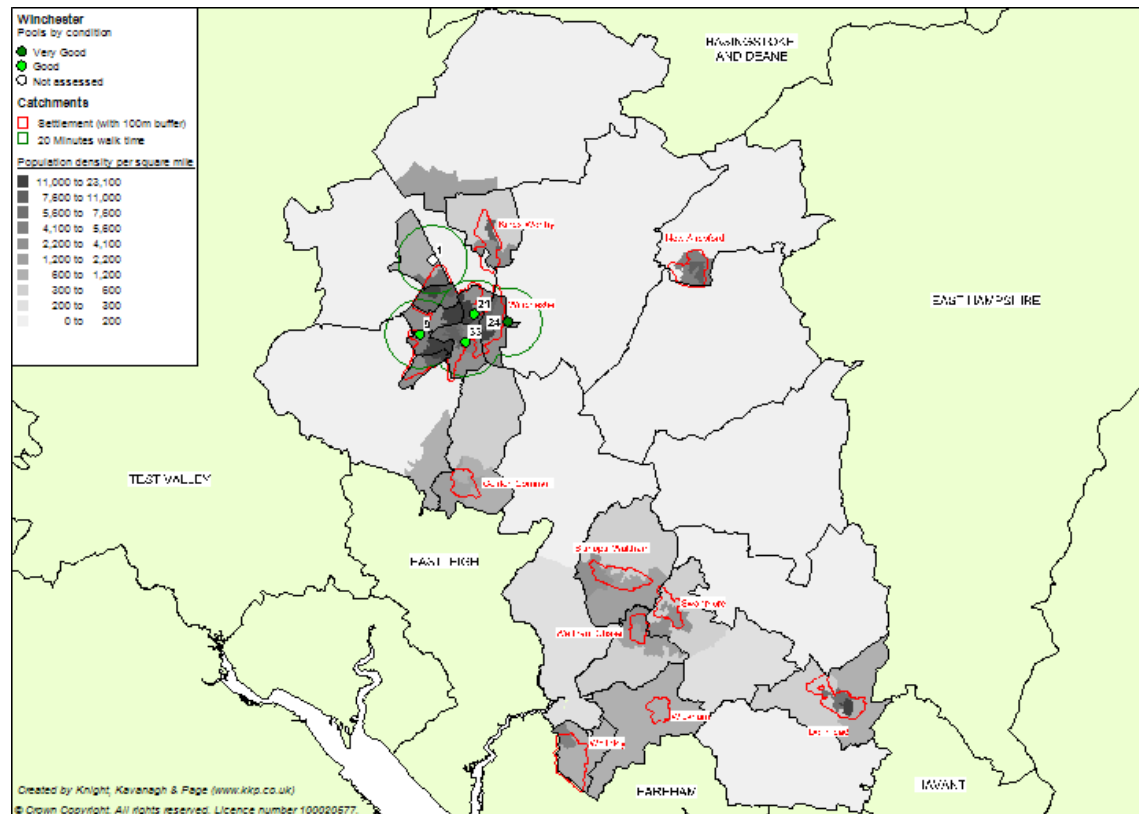 Winchester
Pools by condition
Very Good
Good
Not assessed
Catchments
Settlement (with 100m buffer)
20 Minutes walk time
Population density per square mile
11,000 to 23,100
7,600 to 11,000
5,600 to 7,600
4,100 to 5,600
2,200 to 4,100
1,200 to 2,200
600 to 1,200
300 to 600
200 to 300
0 to 200
BASINGSTOKE
AND DEANE
Kings Worthy
New Alresford
1
EAST HAMPSHIRE
Winchester
21
24
9
33
TEST VALLEY
Colden Common
EASTLEIGH
Bishops Waltham
Swanmore
Waltham Chase
Wickham
Whiteley
FAREHAM
HAVANT
Created by Knight, Kavanagh & Page (www.kkp.co.uk)
© Crown Copyright. All rights reserved. Licence number 100020577.